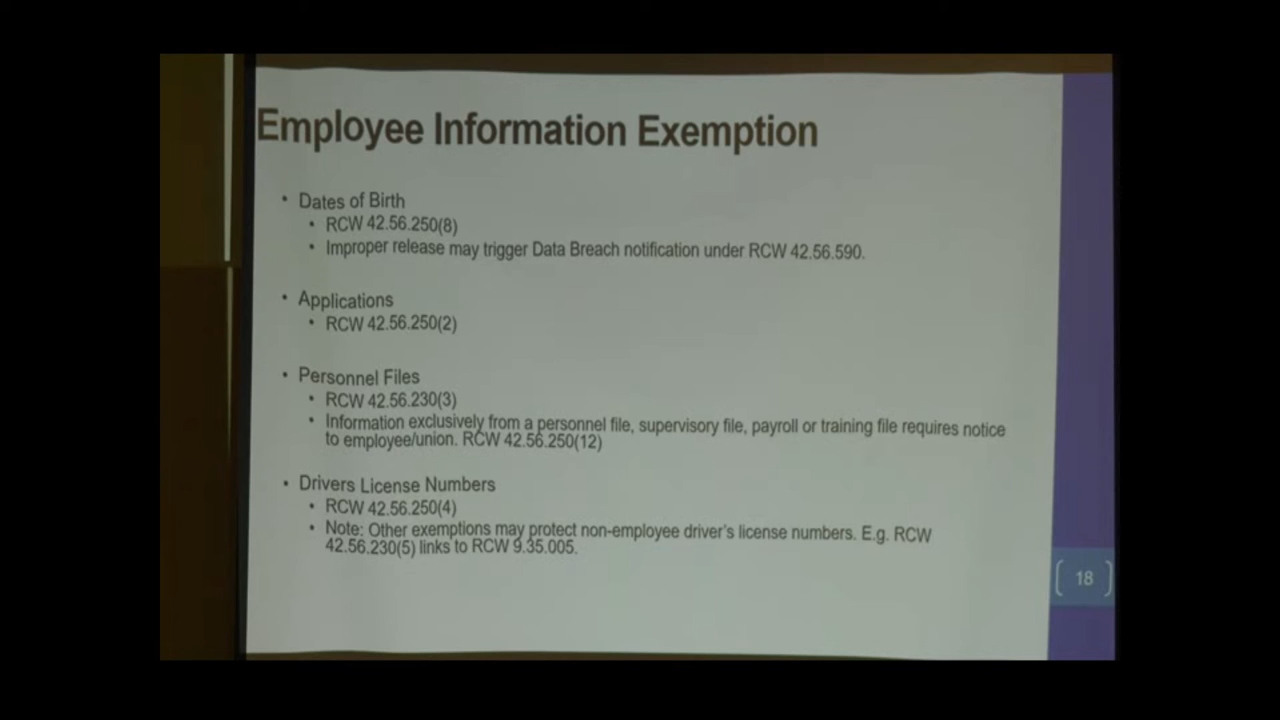 Employee Information Exemption
• Dates of Birth
• RCW 42.56.250(8)
• Improper release may trigger Data Breach notification under RCW 42.56.590.
• Applications
• RCW 42.56.250(2)
• Personnel Files
• RCW 42.56.230(3)
• Information exclusively from a personnel file, supervisory file, payroll or training file requires notice
to employee/union. RCW 42.56.250(12)
• Drivers License Numbers
• RCW 42.56.250(4)
• Note: Other exemptions may protect non-employee driver's license numbers. E.g. RCW
42.56.230(5) links to RCW 9.35.005.
18